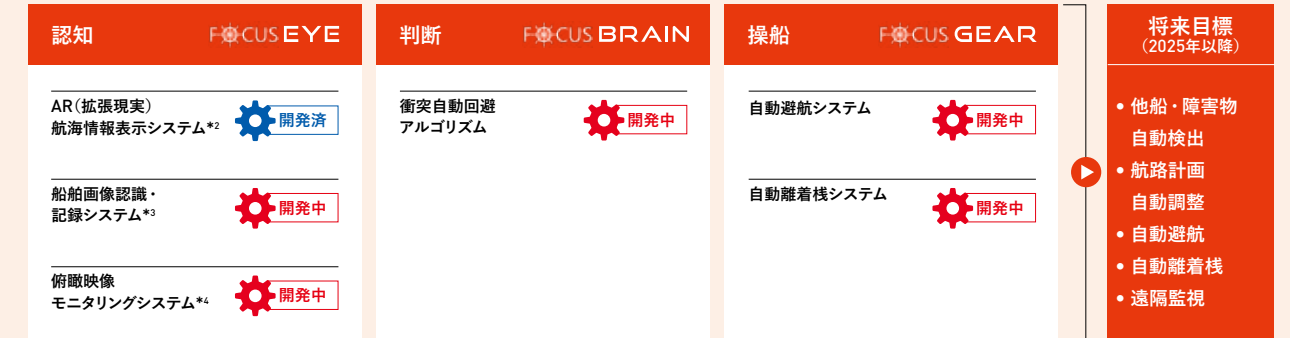 認知
FOCUS EYE
AR（拡張現実）
航海情報表示システム*2
開発済
船舶画像認識・
記録システム*3
開発中
俯瞰映像
モニタリングシステム*4
開発中
判断
FOCUS BRAIN
衝突自動回避
アルゴリズム
開発中
操船
FOCUS GEAR
自動避航システム
開発中
自動離着桟システム
開発中
将来目標
（2025年以降）
• 他船・障害物
自動検出
• 航路計画
自動調整
• 自動避航
• 自動離着桟
• 遠隔監視